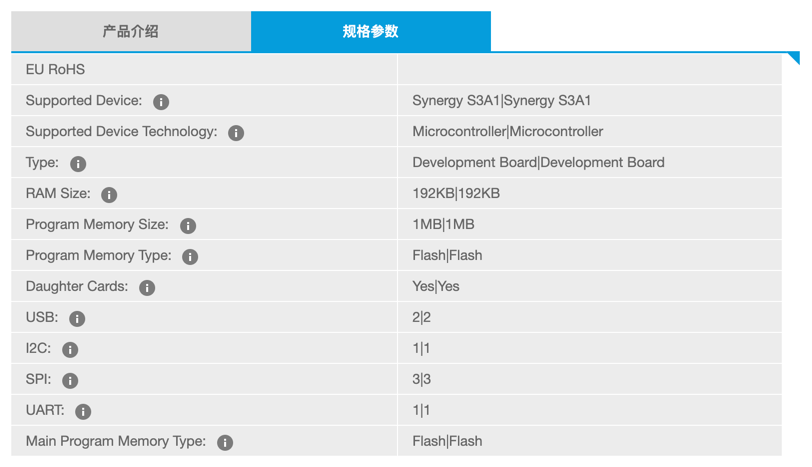 产品介绍 规格参数
EU RoHS
Supported Device: Synergy S3A1|Synergy S3A1
Supported Device Technology: Microcontroller|Microcontroller
Type: Development Board|Development Board
RAM Size: 192KB|192KB
Program Memory Size: 1MB|1MB
Program Memory Type: Flash|Flash
Daughter Cards: Yes|Yes
USB: 2|2
I2C: 1|1
SPI: 3|3
UART: 1|1
Main Program Memory Type: Flash|Flash